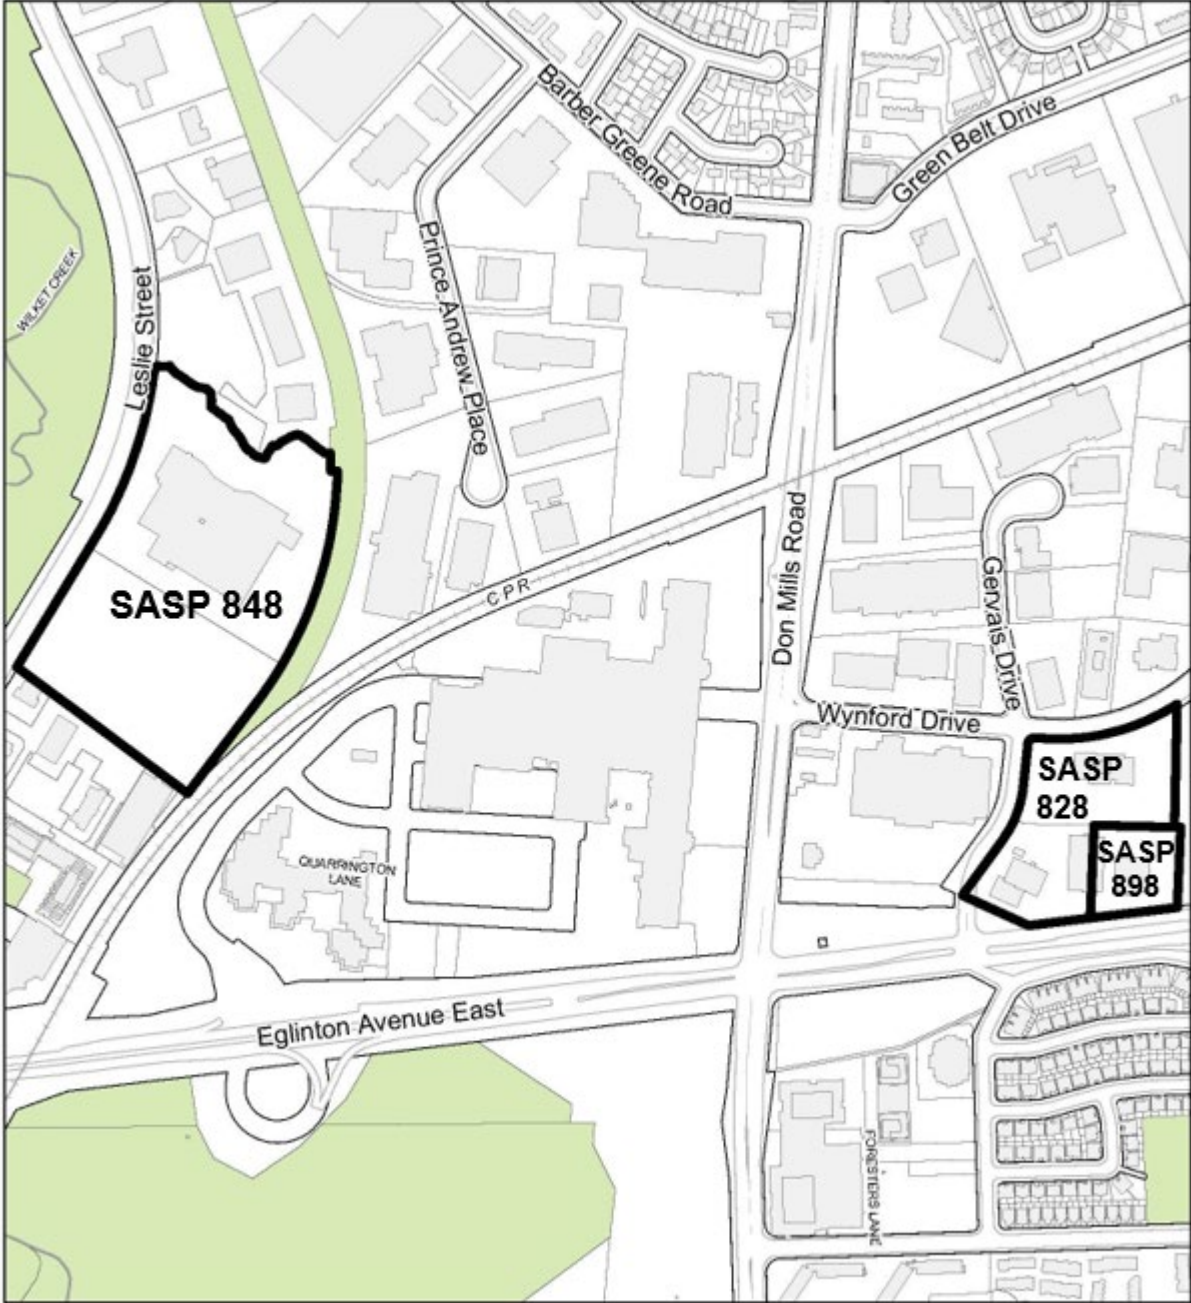 Barber Greene Road
Green Belt Drive
Prince Andrew Place
WILKET CREEK
Leslie Street
Don Mills Road
CPR
SASP 848
Gervais Drive
Wynford Drive
SASP
828
SASP
898
QUARRINGTON
LANE
Eglinton Avenue East
FORESTERS LANE